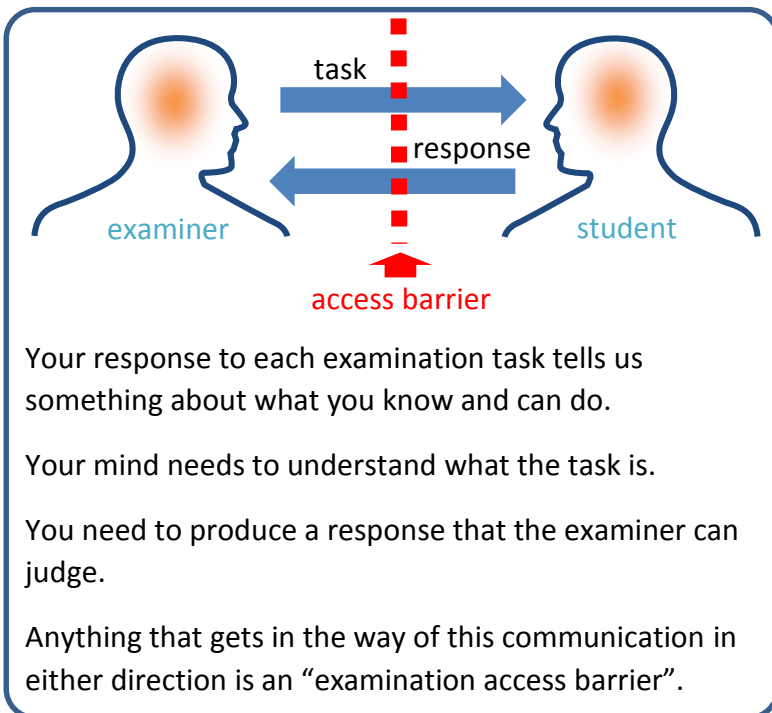 task
response
examiner
student
access barrier
Your response to each examination task tells us
something about what you know and can do.
Your mind needs to understand what the task is.
You need to produce a response that the examiner can
judge.
Anything that gets in the way of this communication in
either direction is an “examination access barrier”.